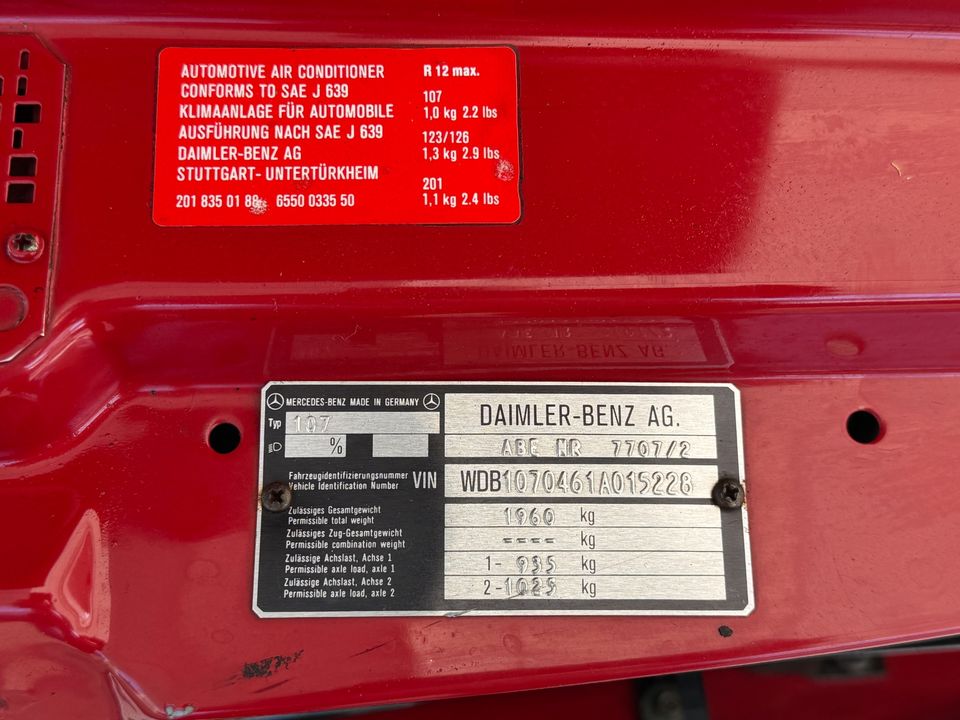 AUTOMOTIVE AIR CONDITIONER
CONFORMS TO SAE J 639
KLIMAANLAGE FÜR AUTOMOBILE
AUSFÜHRUNG NACH SAE J 639
DAIMLER-BENZ AG
STUTTGART- UNTERTÜRKHEIM
201 835 01 88 6550 0335 50
R 12 max.
107
1,0 kg 2.2 lbs
123/126
1,3 kg 2.9 lbs
201
1,1 kg 2.4 lbs
MERCEDES-BENZ MADE IN GERMANY
DAIMLER-BENZ AG.
Typ 107
% ABE NR 7707/2
Fahrzeugidentifizierungsnummer
Vehicle Identification Number
VIN WDB1070461A015228
Zulässiges Gesamtgewicht
Permissible total weight
1960 kg
Zulässiges Zug-Gesamtgewicht
Permissible combination weight
---- kg
Zulässige Achslast, Achse 1
Permissible axle load, axle 1
1- 935 kg
Zulässige Achslast, Achse 2
Permissible axle load, axle 2
2-1025 kg